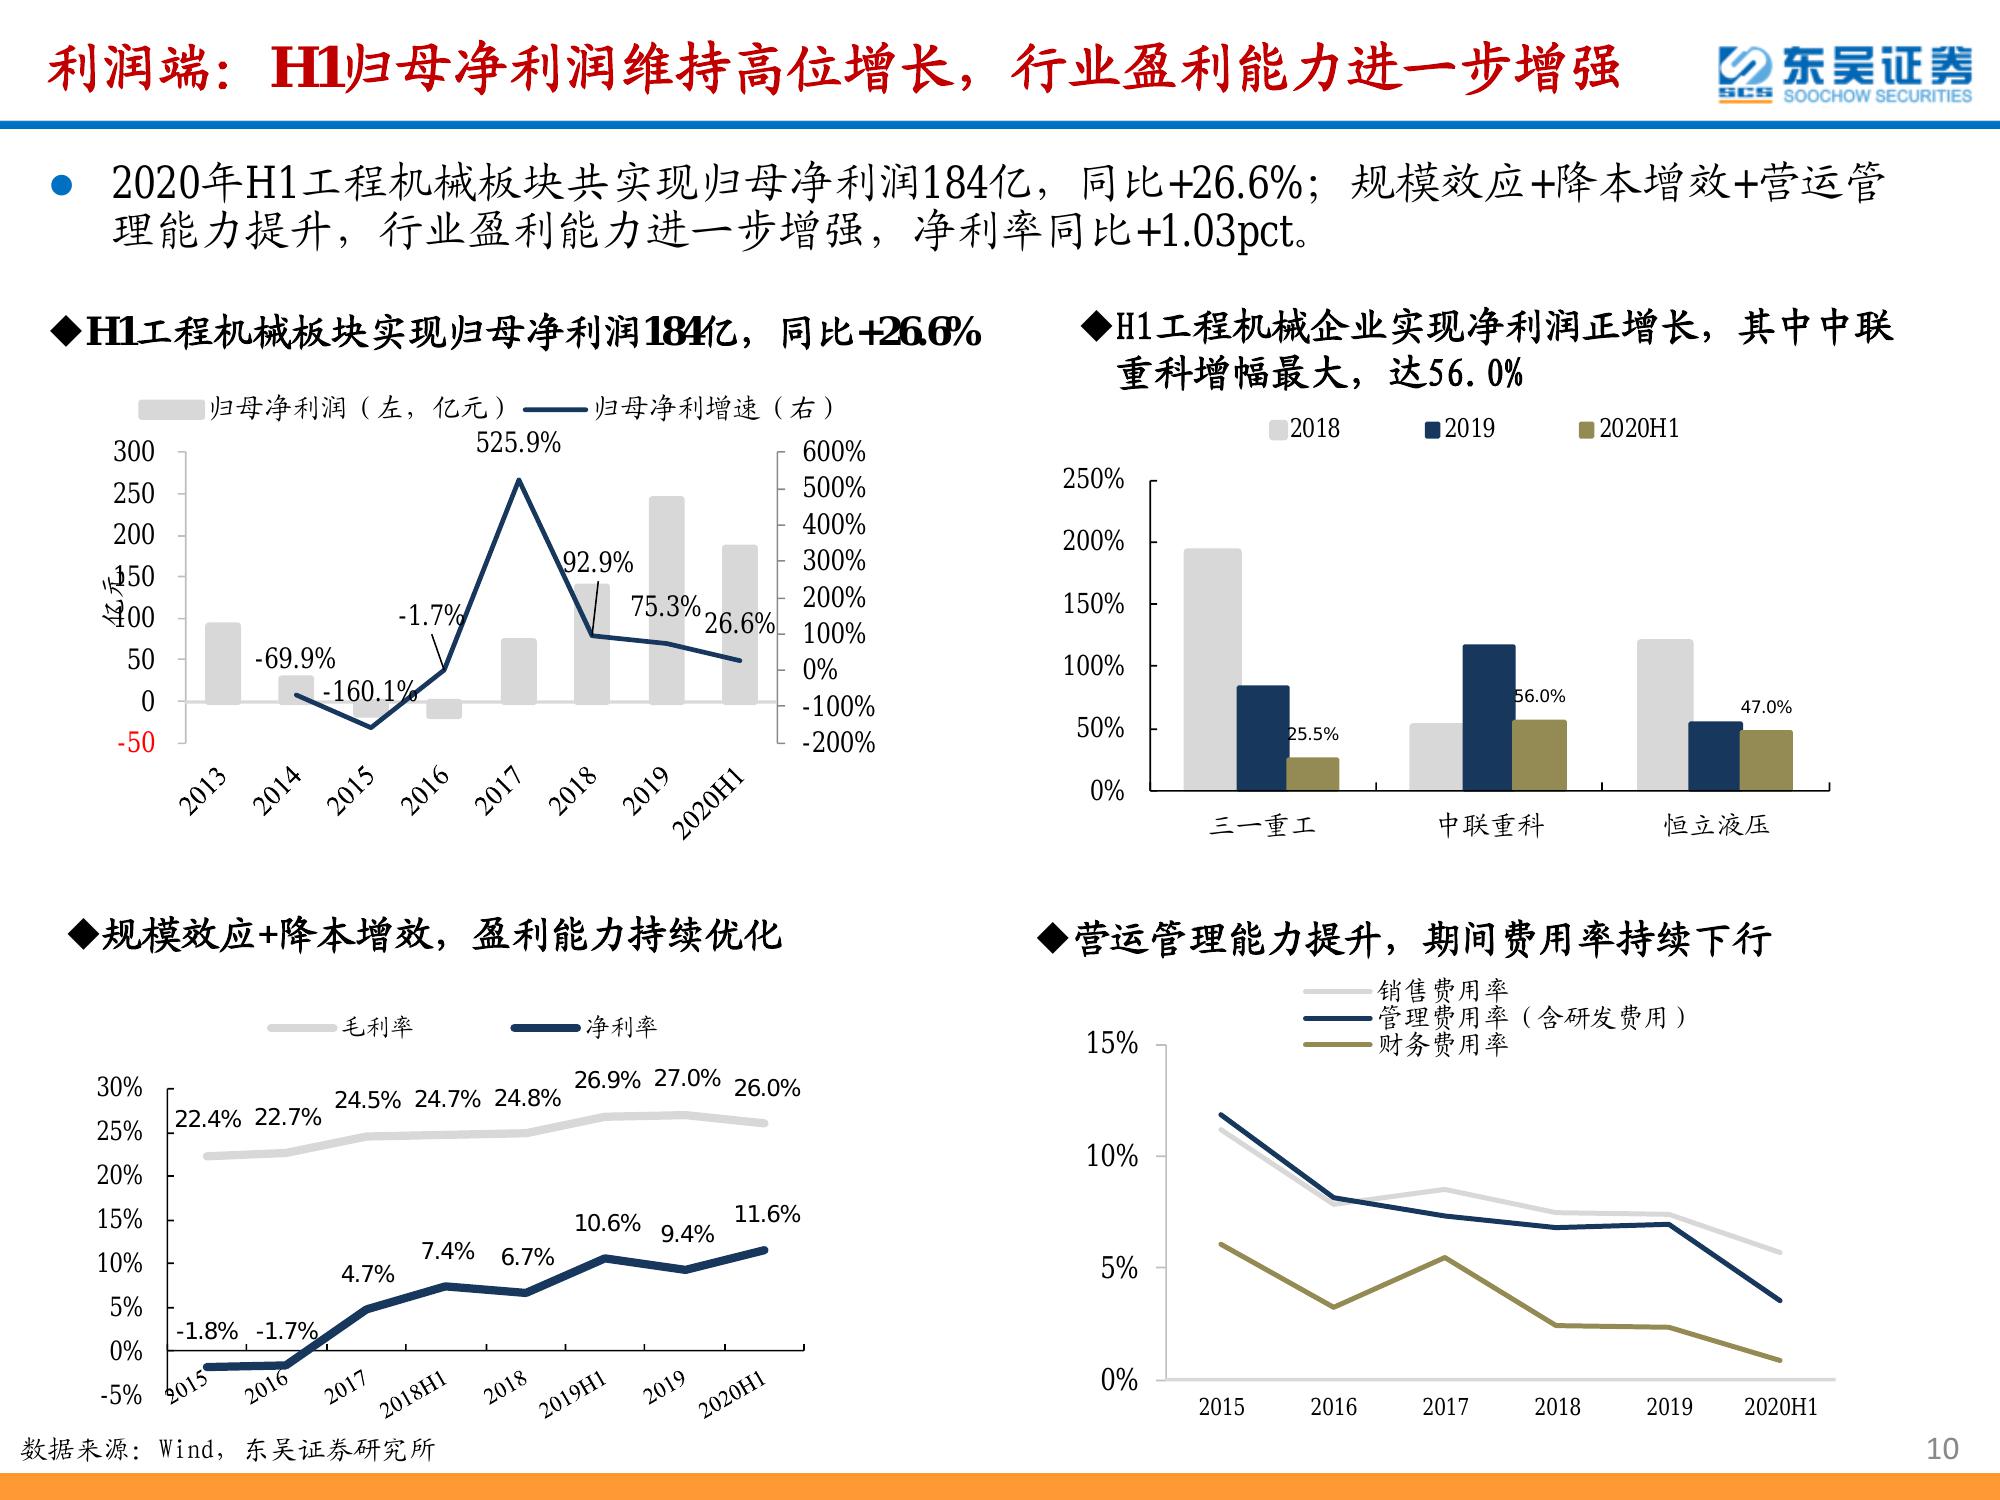 利润端：H1归母净利润维持高位增长，行业盈利能力进一步增强
东吴证券
SCS SOOCHOW SECURITIES
● 2020年H1工程机械板块共实现归母净利润184亿，同比+26.6%；规模效应+降本增效+营运管
理能力提升，行业盈利能力进一步增强，净利率同比+1.03pct。
◆H1工程机械板块实现归母净利润184亿，同比+26.6%
归母净利润（左，亿元） 归母净利增速（右）
亿元
300
250
200
150
100
50
0
-50
600%
500%
400%
300%
200%
100%
0%
-100%
-200%
-69.9%
-160.1%
-1.7%
525.9%
92.9%
75.3%
26.6%
2013 2014 2015 2016 2017 2018 2019 2020H1
◆H1工程机械企业实现净利润正增长，其中中联
重科增幅最大，达56.0%
2018 2019 2020H1
250%
200%
150%
100%
50%
0%
25.5%
56.0%
47.0%
三一重工 中联重科 恒立液压
◆规模效应+降本增效，盈利能力持续优化
毛利率 净利率
30%
25%
20%
15%
10%
5%
0%
-5%
22.4% 22.7% 24.5% 24.7% 24.8% 26.9% 27.0% 26.0%
-1.8% -1.7% 4.7% 7.4% 6.7% 10.6% 9.4% 11.6%
2015 2016 2017 2018H1 2018 2019H1 2019 2020H1
◆营运管理能力提升，期间费用率持续下行
销售费用率
管理费用率（含研发费用）
财务费用率
15%
10%
5%
0%
2015 2016 2017 2018 2019 2020H1
数据来源：Wind，东吴证券研究所
10